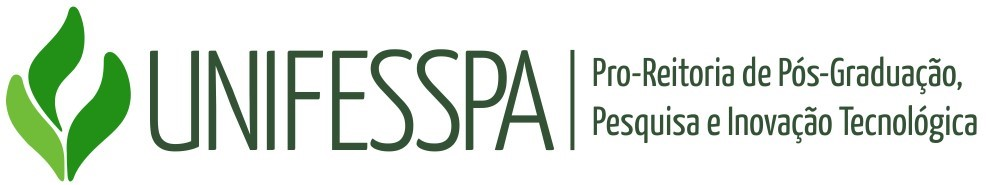 UNIFESSPA
Pro-Reitoria de Pós-Graduação,
Pesquisa e Inovação Tecnológica